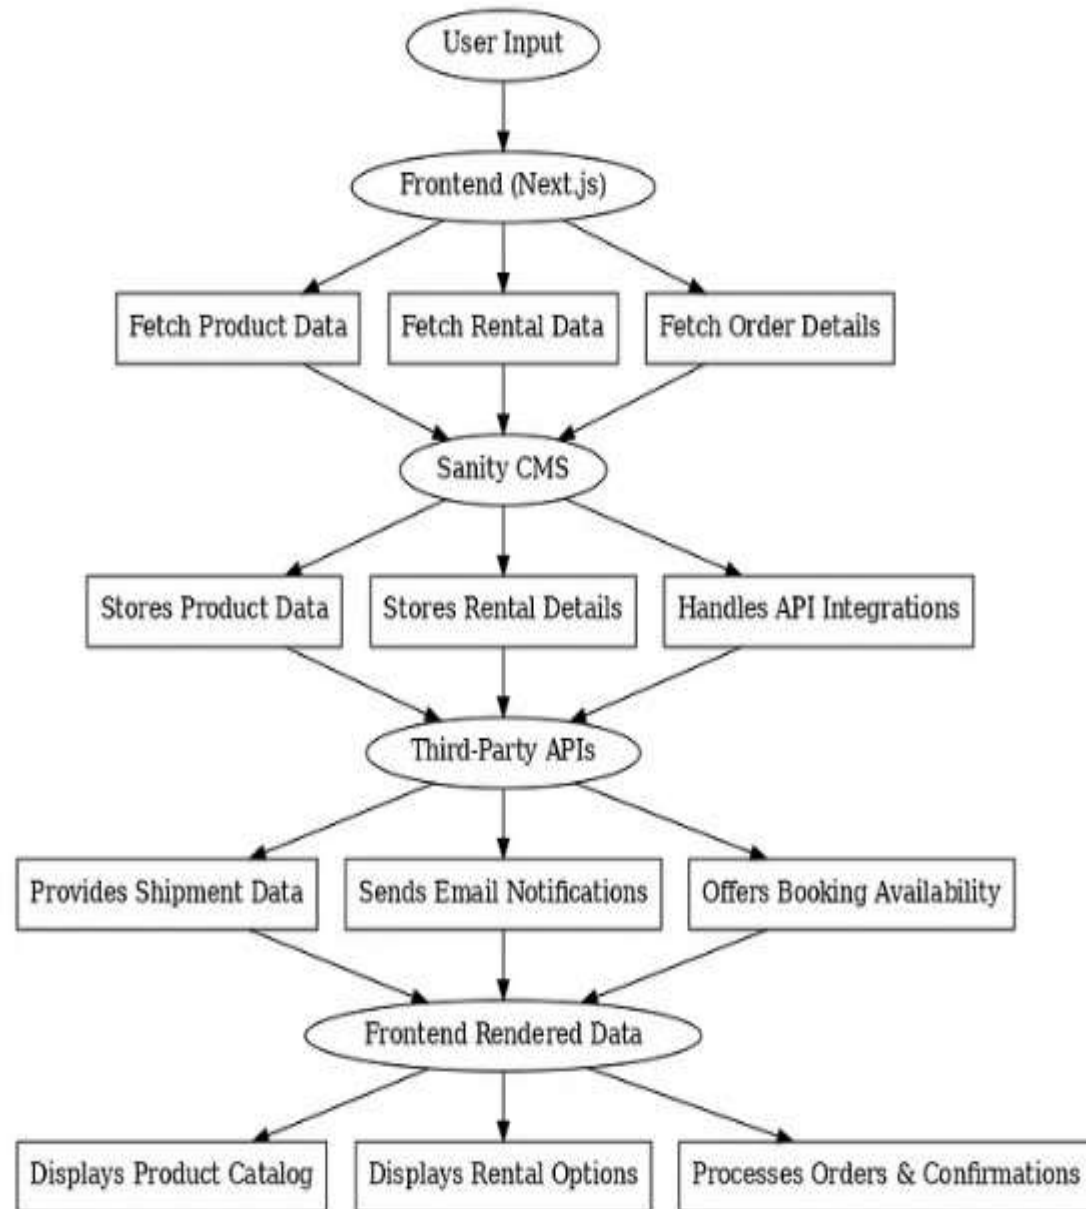 User Input
Frontend (Next.js)
Fetch Product Data
Fetch Rental Data
Fetch Order Details
Sanity CMS
Stores Product Data
Stores Rental Details
Handles API Integrations
Third-Party APIs
Provides Shipment Data
Sends Email Notifications
Offers Booking Availability
Frontend Rendered Data
Displays Product Catalog
Displays Rental Options
Processes Orders & Confirmations